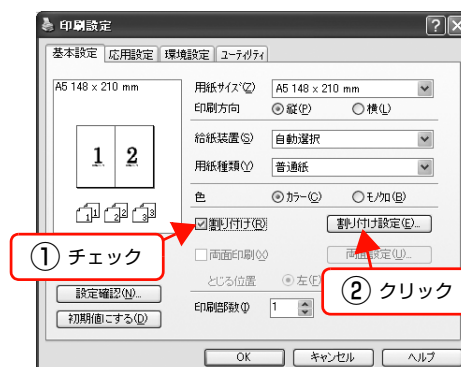 印刷設定
基本設定 応用設定 環境設定 ユーティリティ
A5 148 x 210 mm
用紙サイズ(Z) A5 148 x 210 mm
印刷方向 縦(P) 横(L)
給紙装置(S) 自動選択
1 2
用紙種類(Y) 普通紙
色 カラー(C) モノクロ(B)
1 2 3
割り付け(R) 割り付け設定(E)...
① チェック
両面印刷(X) 両面設定(U)...
とじる位置 左(F)
② クリック
設定確認(N)...
印刷部数(I) 1
初期値にする(D)
OK キャンセル ヘルプ